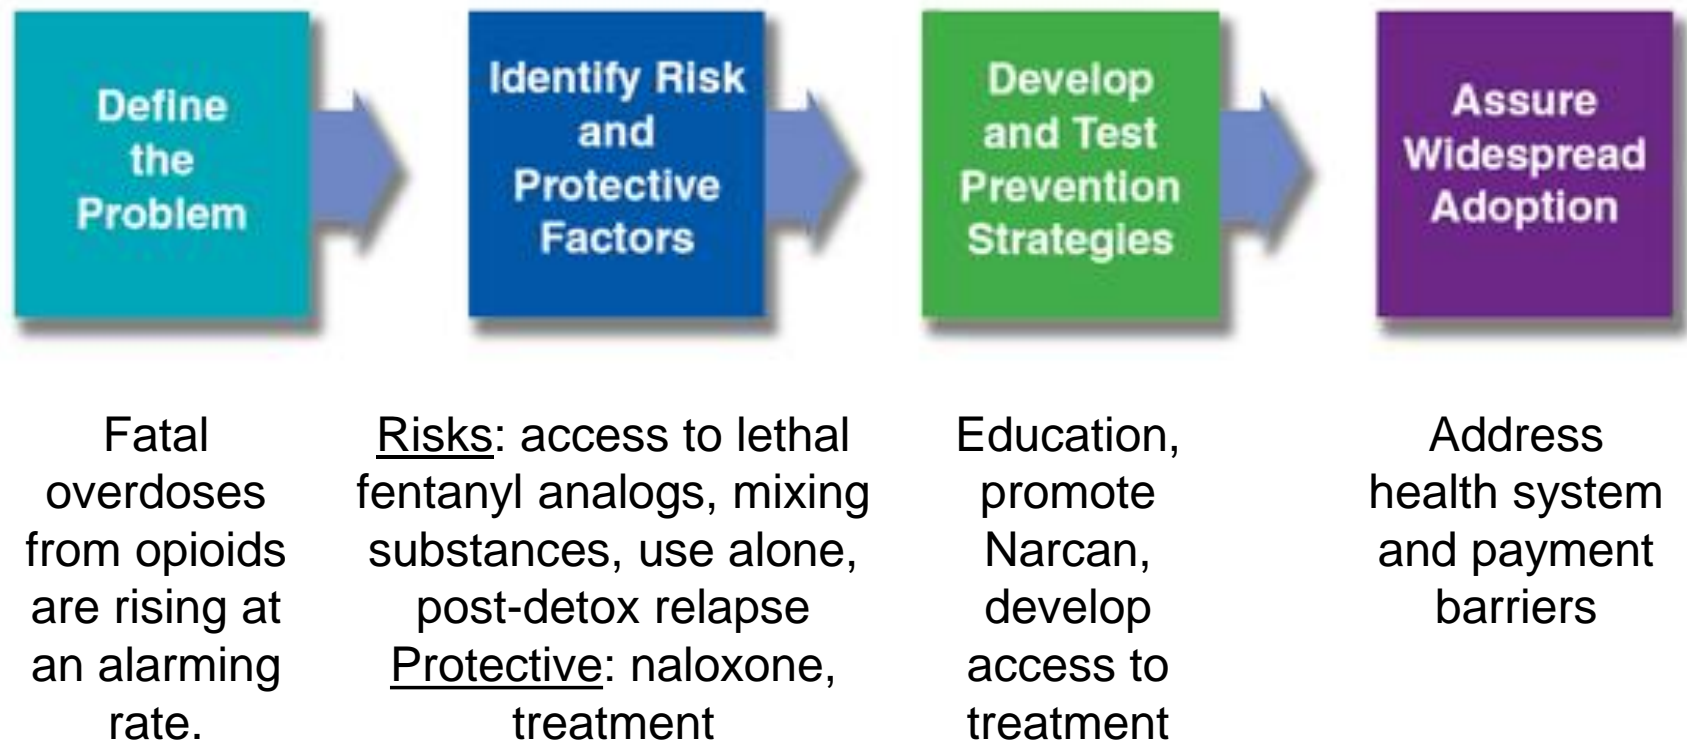 Define
the
Problem
Identify Risk
and
Protective
Factors
Develop
and Test
Prevention
Strategies
Assure
Widespread
Adoption
Fatal
overdoses
from opioids
are rising at
an alarming
rate.
Risks: access to lethal
fentanyl analogs, mixing
substances, use alone,
post-detox relapse
Protective: naloxone,
treatment
Education,
promote
Narcan,
develop
access to
treatment
Address
health system
and payment
barriers